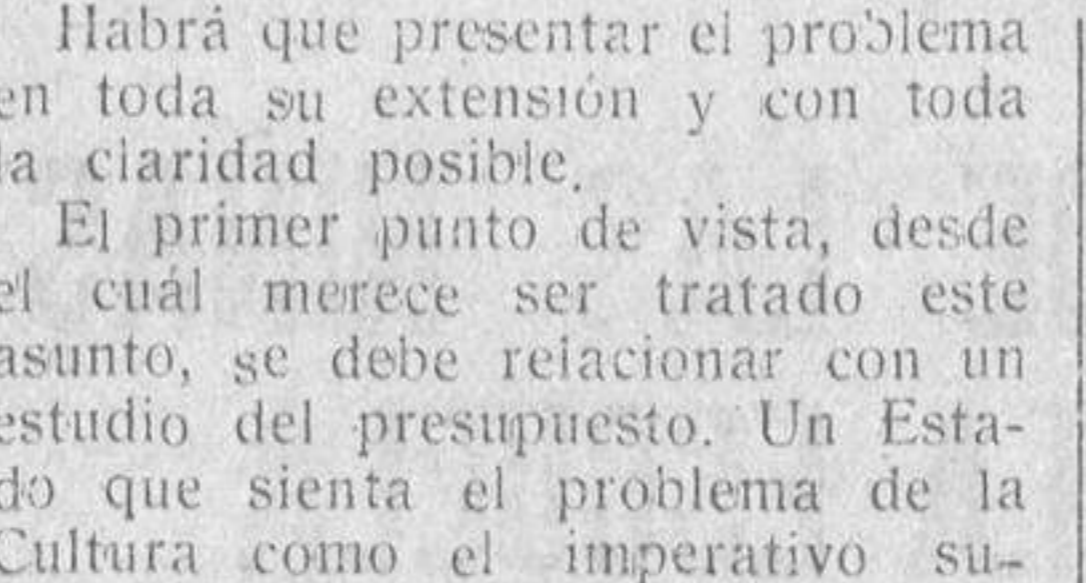 Habrá que presentar el problema
en toda su extensión y con toda
la claridad posible.
El primer punto de vista, desde
el cuál merece ser tratado este
asunto, se debe relacionar con un
estudio del presupuesto. Un Esta-
do que sienta el problema de la
Cultura como el imperativo su-